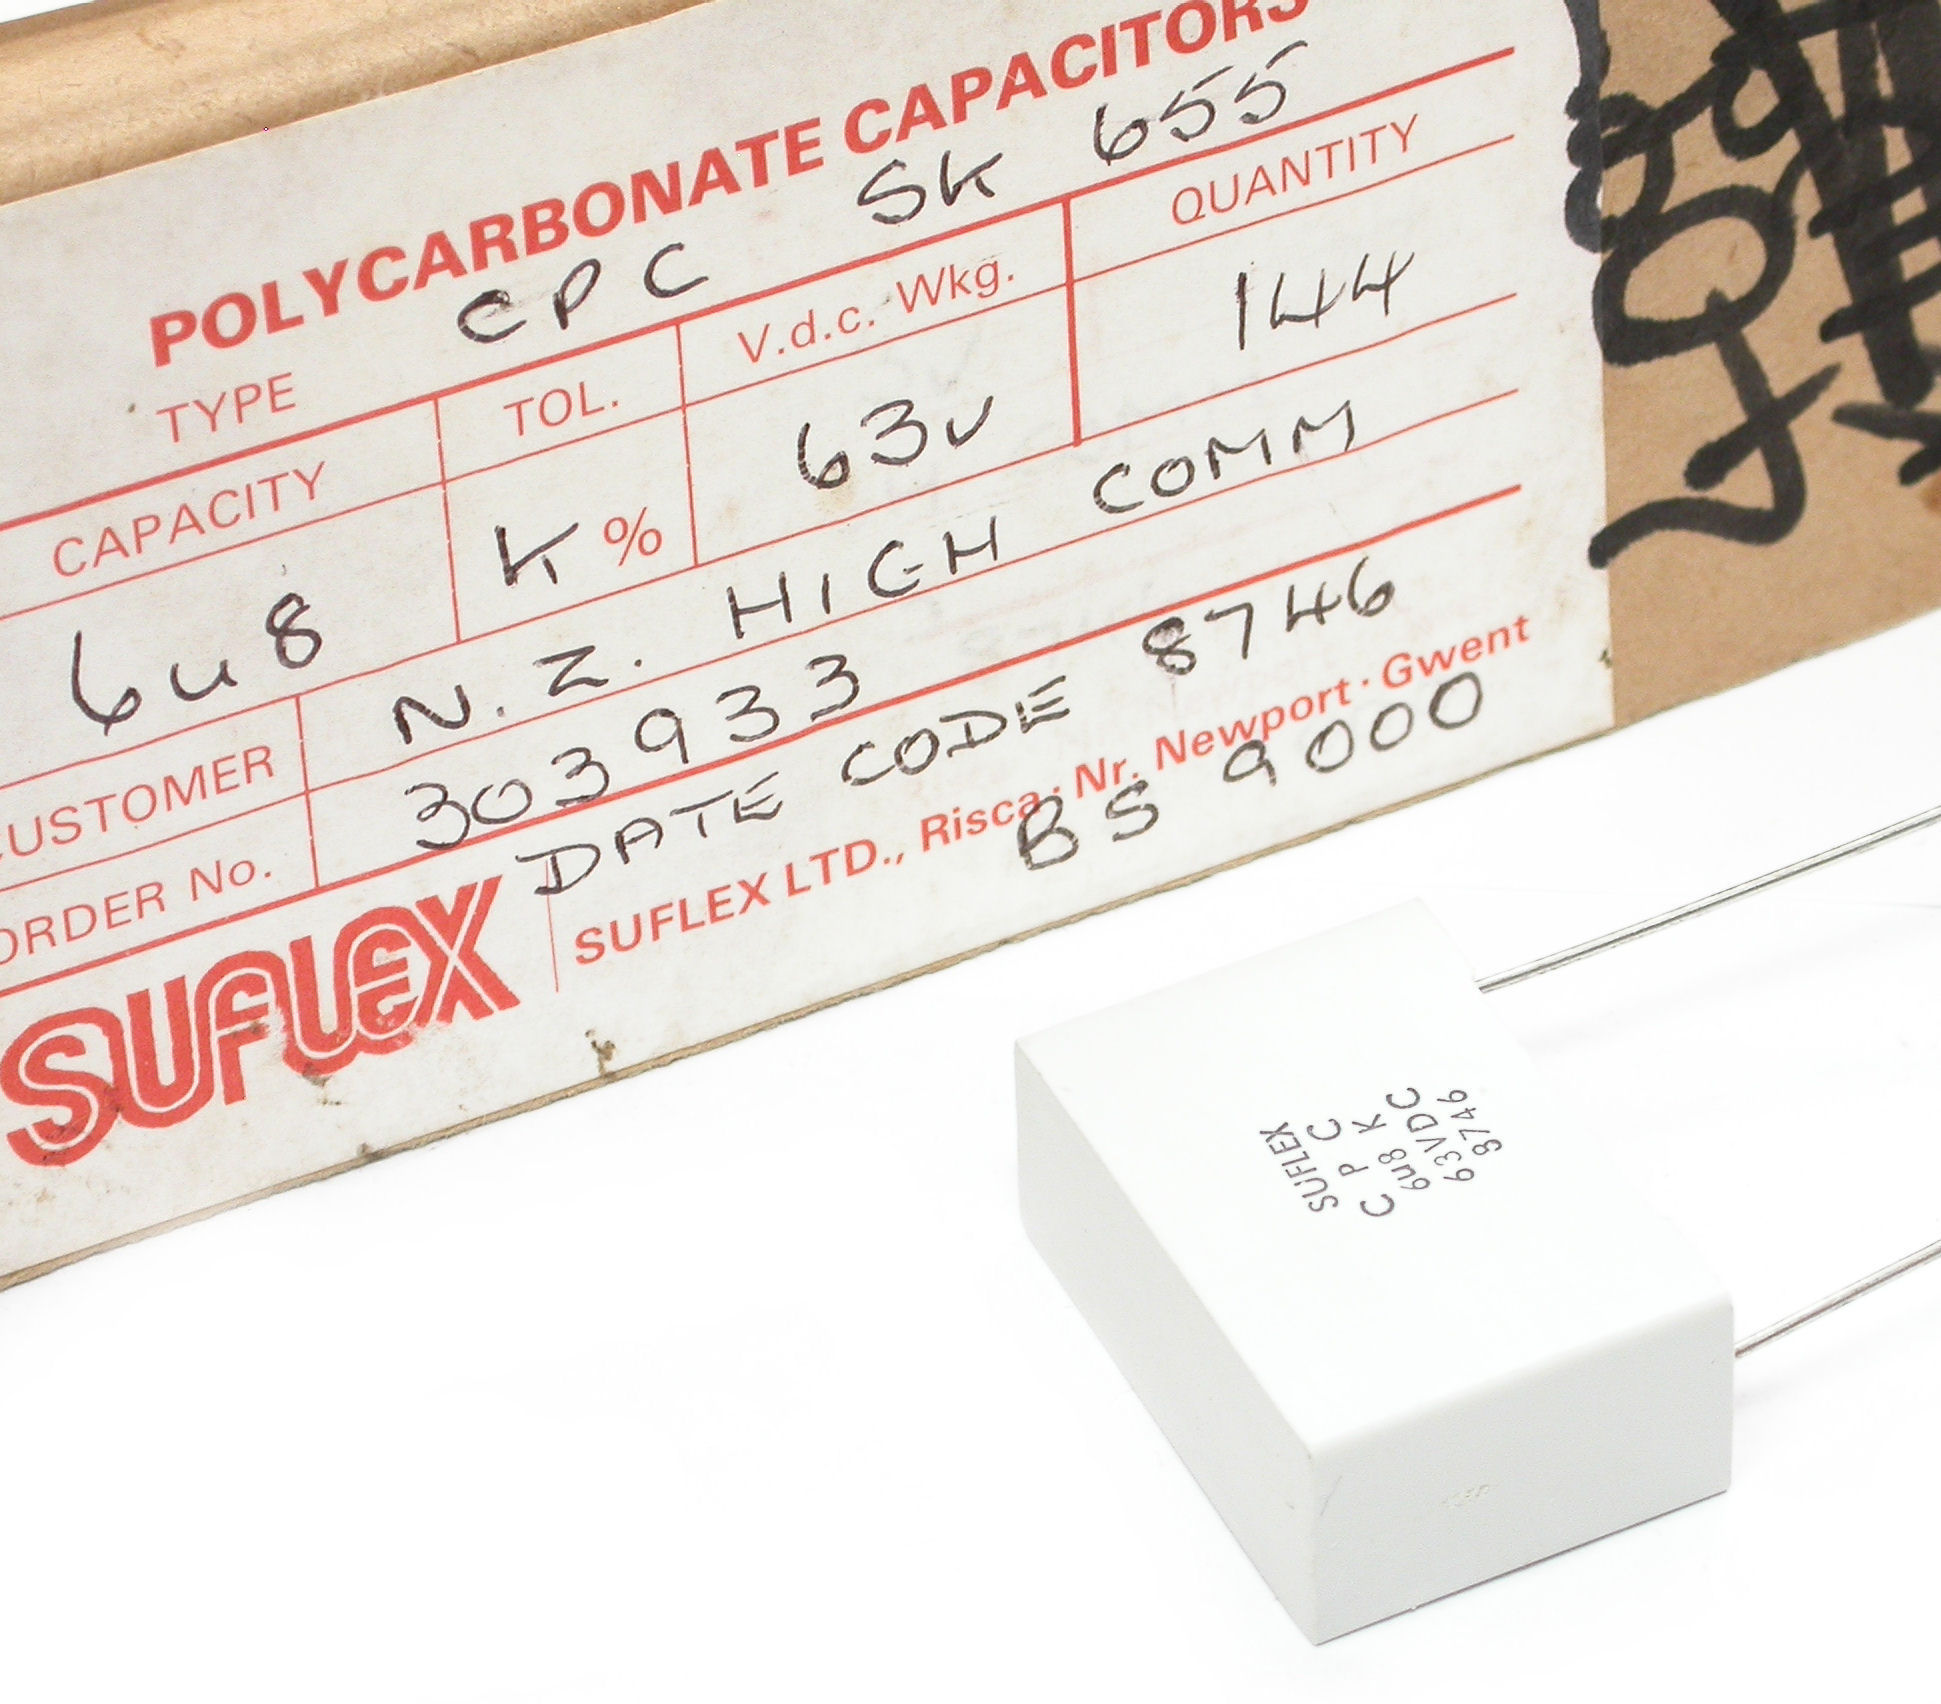 POLYCARBONATE CAPACITORS
TYPE CPC SK 655
CAPACITY TOL. V.d.c. Wkg. QUANTITY
6u8 K % 63v 144
CUSTOMER N.Z. HIGH COMM
ORDER No. 303933
DATE CODE 8746
SUFLEX SUFLEX LTD., Risca · Nr. Newport · Gwent
BS 9000
SUFLEX
C P C
6u8 K
63VDC
8746